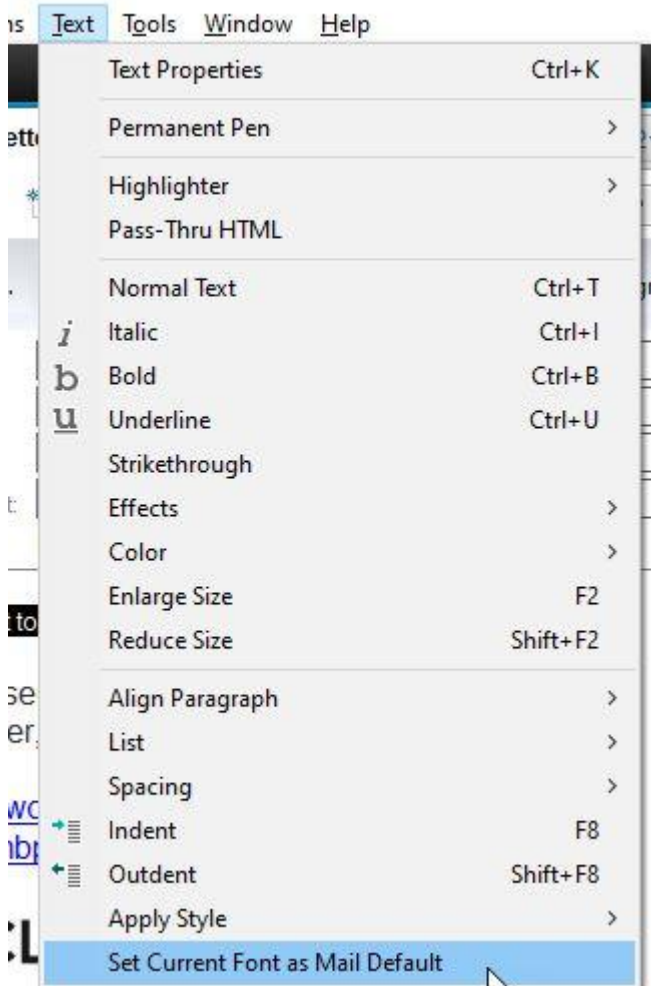 Text Tools Window Help
Text Properties Ctrl+K
Permanent Pen
Highlighter
Pass-Thru HTML
Normal Text Ctrl+T
i Italic Ctrl+I
b Bold Ctrl+B
u Underline Ctrl+U
Strikethrough
Effects
Color
Enlarge Size F2
Reduce Size Shift+F2
to
Align Paragraph
List
Spacing
Indent F8
Outdent Shift+F8
Apply Style
Set Current Font as Mail Default